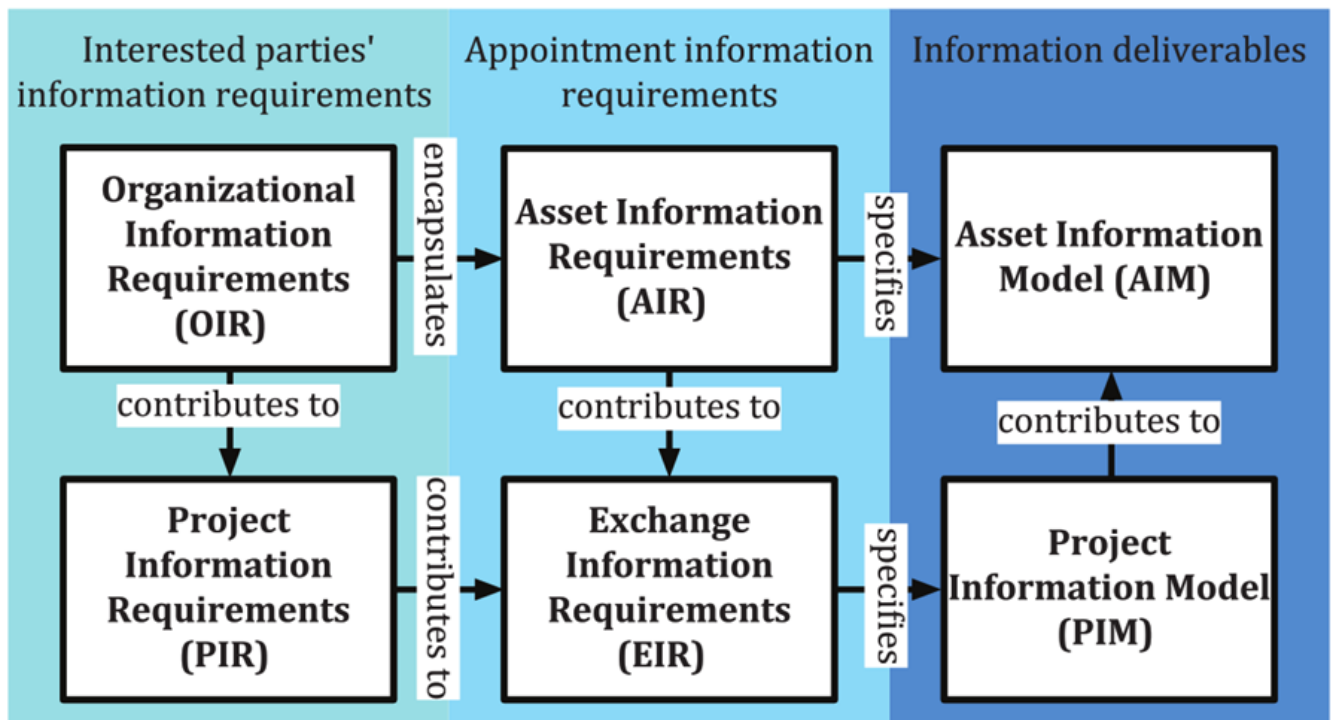 Interested parties'
information requirements
Appointment information
requirements
Information deliverables
Organizational
Information
Requirements
(OIR)
encapsulates
Asset Information
Requirements
(AIR)
specifies
Asset Information
Model (AIM)
contributes to
contributes to
contributes to
Project
Information
Requirements
(PIR)
contributes to
Exchange
Information
Requirements
(EIR)
specifies
Project
Information Model
(PIM)